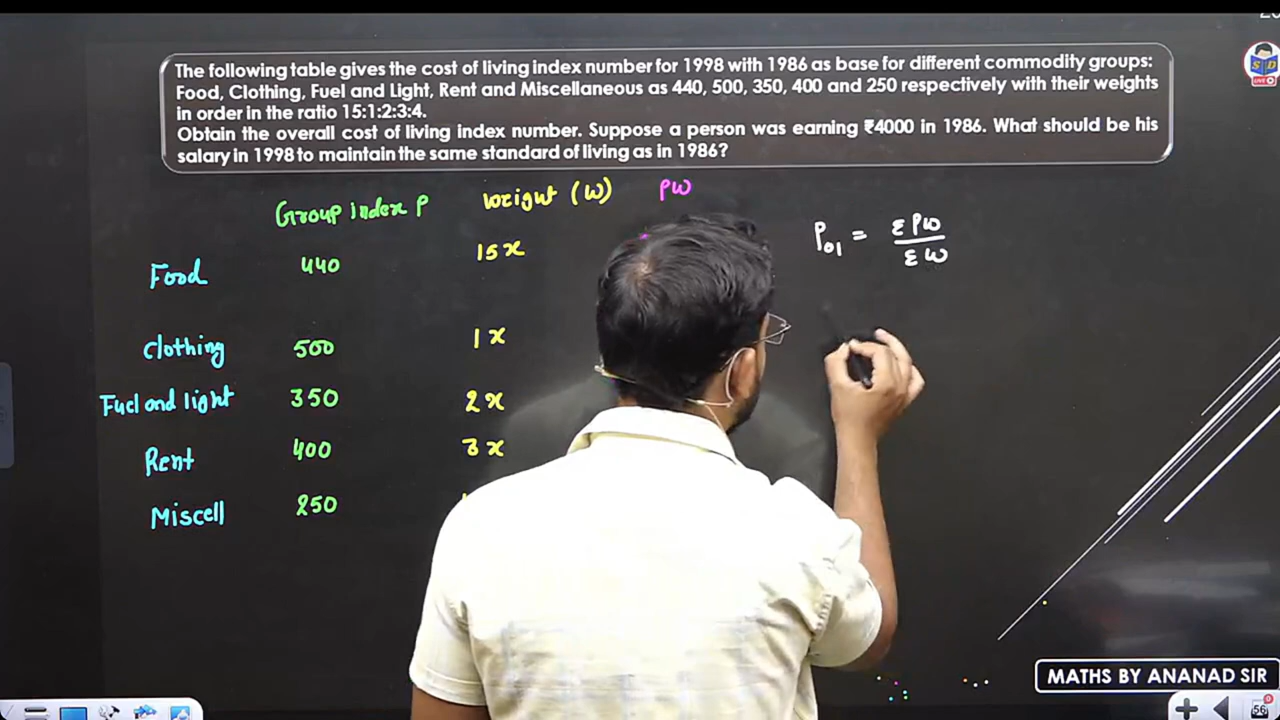 The following table gives the cost of living index number for 1998 with 1986 as base for different commodity groups:
Food, Clothing, Fuel and Light, Rent and Miscellaneous as 440, 500, 350, 400 and 250 respectively with their weights
in order in the ratio 15:1:2:3:4.
Obtain the overall cost of living index number. Suppose a person was earning ₹4000 in 1986. What should be his
salary in 1998 to maintain the same standard of living as in 1986?
Group index P Weight (W) PW
Food 440 15x
P01 = ΣPW / ΣW
Clothing 500 1x
Fuel and light 350 2x
Rent 400 3x
Miscell 250
MATHS BY ANANAD SIR
SD
LIVE
56